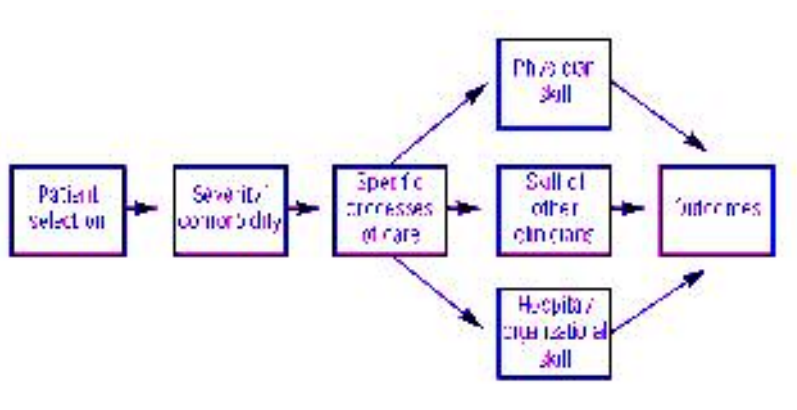 Patient
selection
Severity/
comorbidity
Specific
processes
of care
Physician
skill
Skill of
other
clinicians
Hospital/
organizational
skill
Outcomes